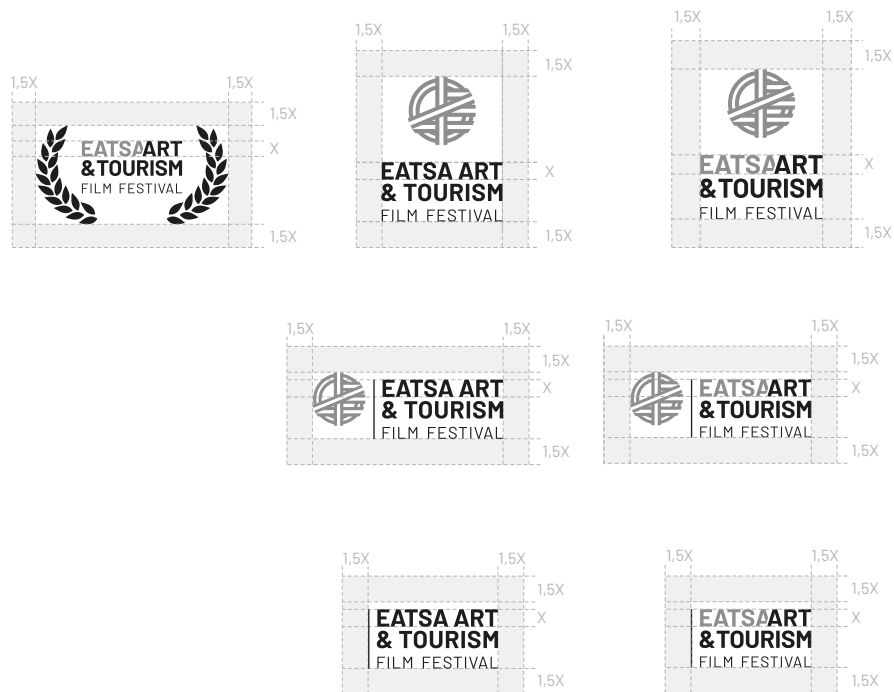 1,5X 1,5X
1,5X
X
1,5X
EATSAART
&TOURISM
FILM FESTIVAL
1,5X 1,5X
1,5X
X
1,5X
EATSA ART
& TOURISM
FILM FESTIVAL
1,5X 1,5X
1,5X
X
1,5X
EATSAART
&TOURISM
FILM FESTIVAL
1,5X 1,5X
1,5X
X
1,5X
EATSA ART
& TOURISM
FILM FESTIVAL
1,5X 1,5X
1,5X
X
1,5X
EATSAART
&TOURISM
FILM FESTIVAL
1,5X 1,5X
1,5X
X
1,5X
EATSA ART
& TOURISM
FILM FESTIVAL
1,5X 1,5X
1,5X
X
1,5X
EATSAART
&TOURISM
FILM FESTIVAL